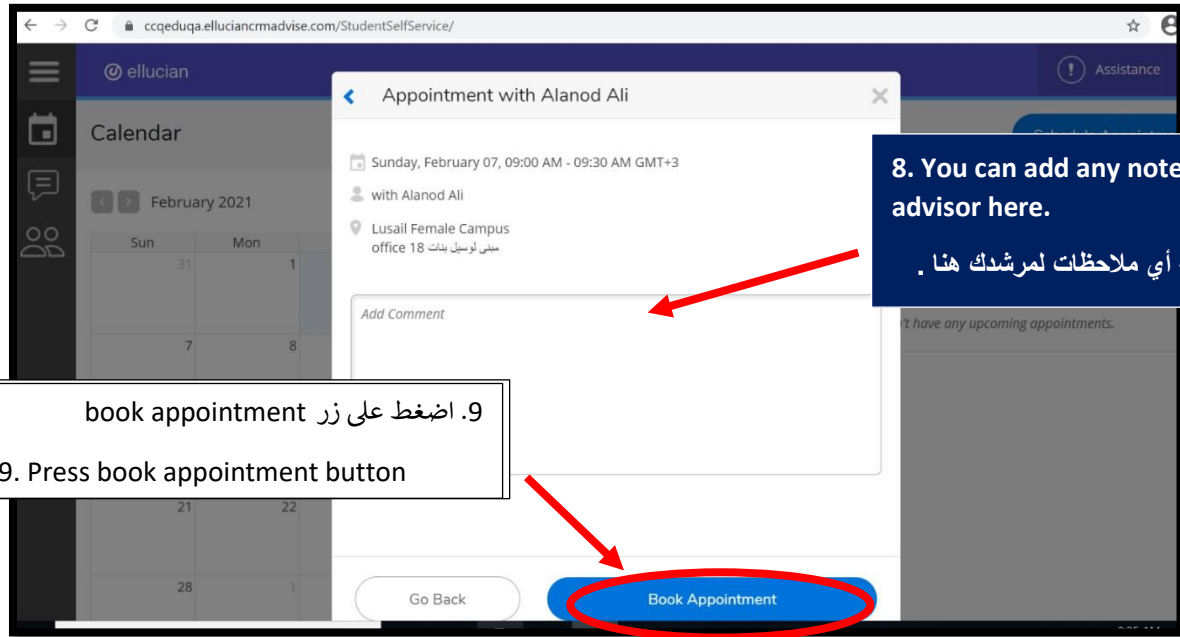 ccqeduqa.elluciancrmadvise.com/StudentSelfService/
ellucian
Assistance
Appointment with Alanod Ali
Calendar
Sunday, February 07, 09:00 AM - 09:30 AM GMT+3
with Alanod Ali
Lusail Female Campus
office 18 مبنى لوسيل بنات
8. You can add any note
advisor here.
أي ملاحظات لمرشدك هنا .
February 2021
Sun Mon
31 1
Add Comment
't have any upcoming appointments.
7 8
9. اضغط على زر book appointment
9. Press book appointment button
21 22
28 1
Go Back
Book Appointment